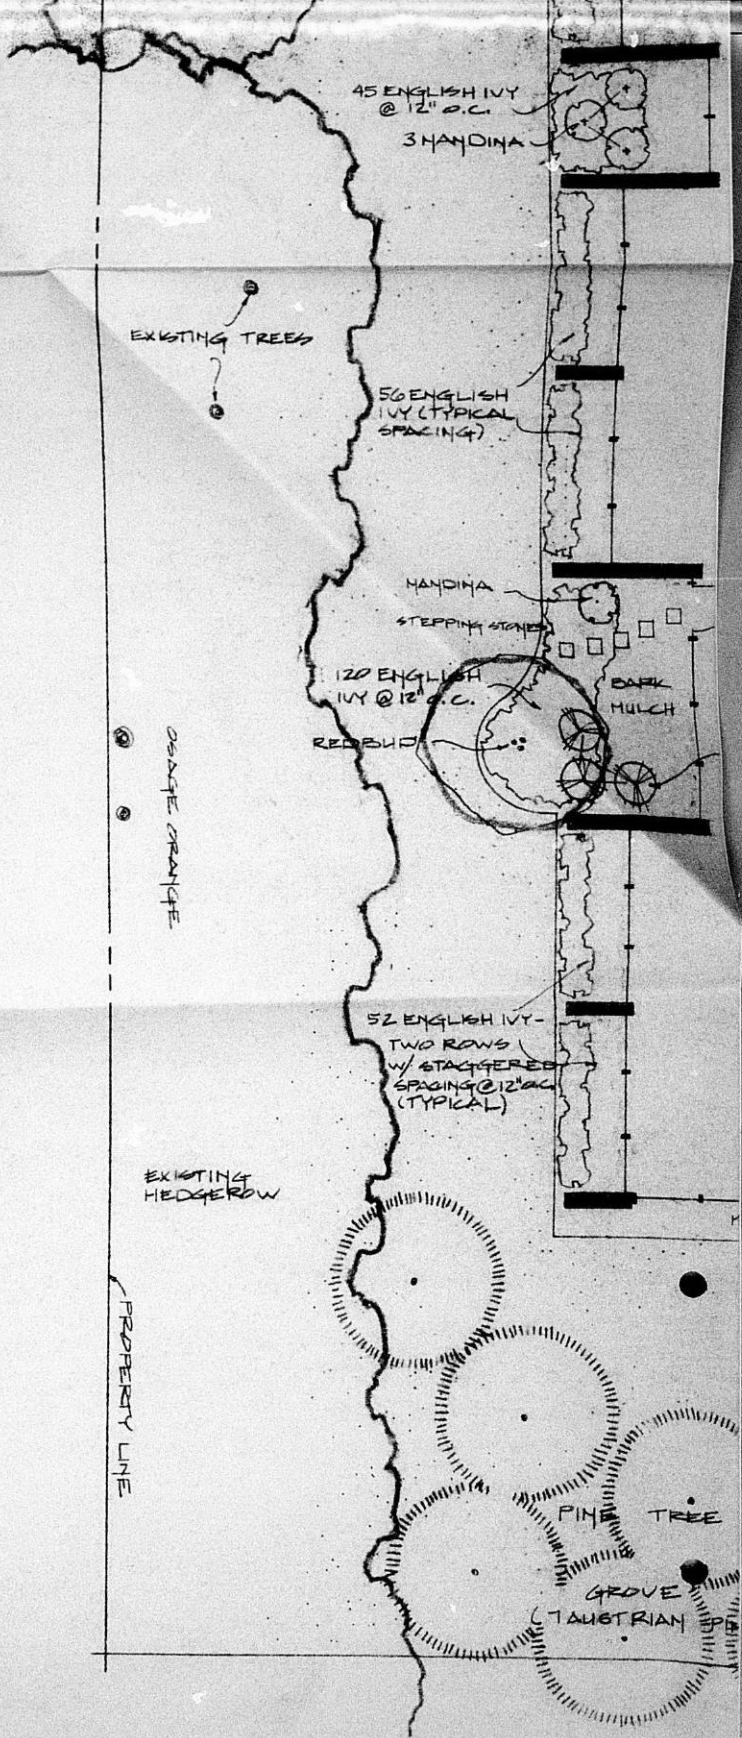 45 ENGLISH IVY
@ 12" O.C.
3 NANDINA
EXISTING TREES
56 ENGLISH
IVY (TYPICAL
SPACING)
NANDINA
STEPPING STONES
120 ENGLISH
IVY @ 12" O.C.
BARK
MULCH
REDBUD
OSAGE ORANGE
52 ENGLISH IVY-
TWO ROWS
W/ STAGGERED
SPACING @ 12" O.C.
(TYPICAL)
EXISTING
HEDGEROW
PROPERTY LINE
PINE TREE
GROVE
(7 AUSTRIAN